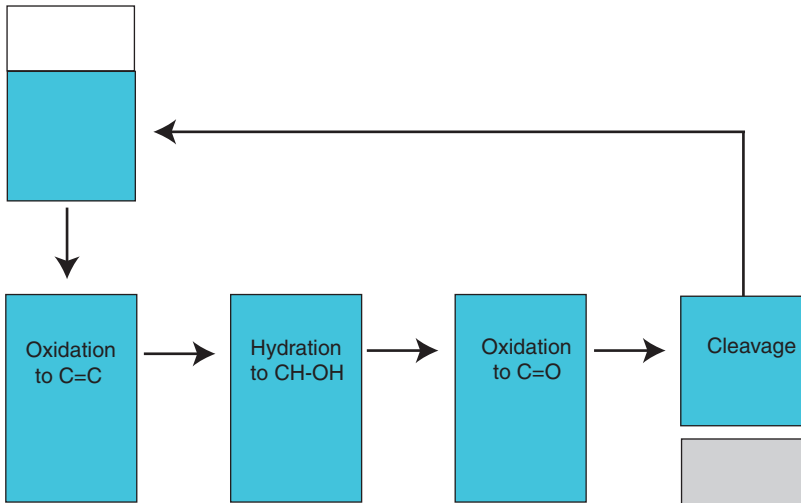 Oxidation
to C=C
Hydration
to CH-OH
Oxidation
to C=O
Cleavage